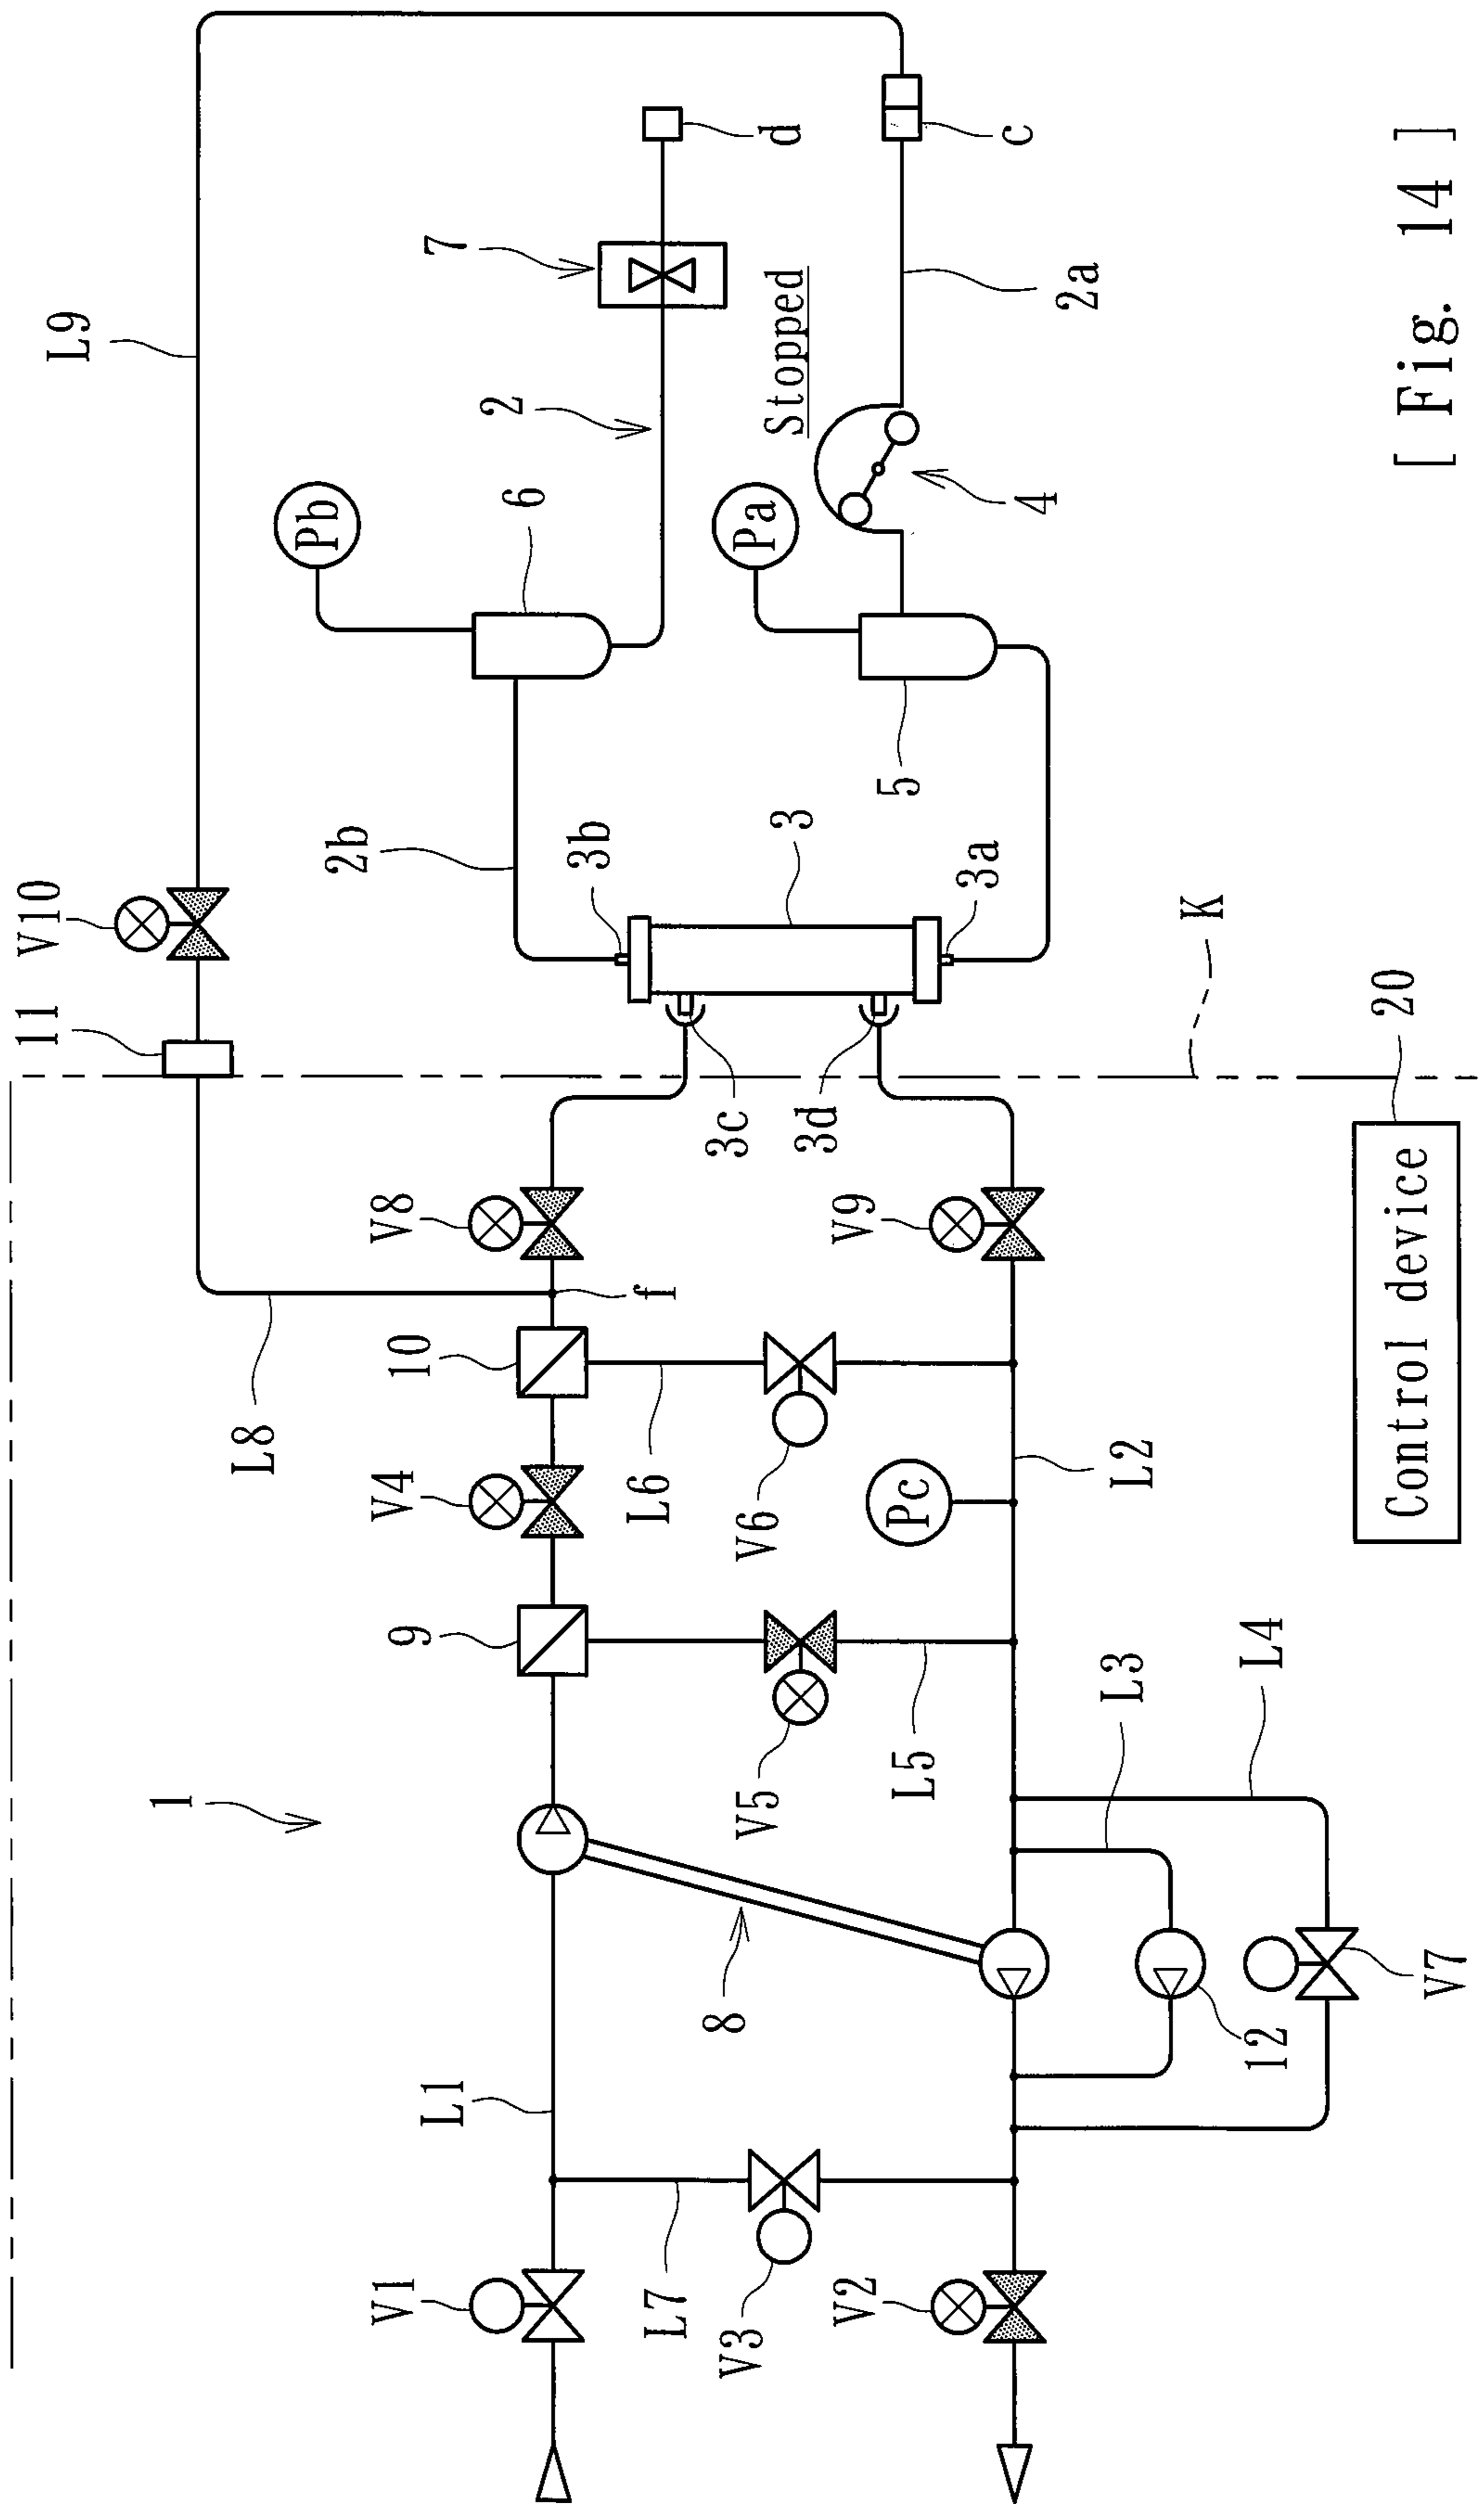 L9
V10
11
L8
Pb
7
2
6
d
Stopped
Pa
c
2a
4
5
2b
3b
3
3a
3c
3d
K
20
Control device
V8
V9
f
10
V4
L6
V6
Pc
L2
9
V5
L5
L3
L4
1
8
12
V7
L1
V1
L7
V3
V2
[ Fig. 14 ]